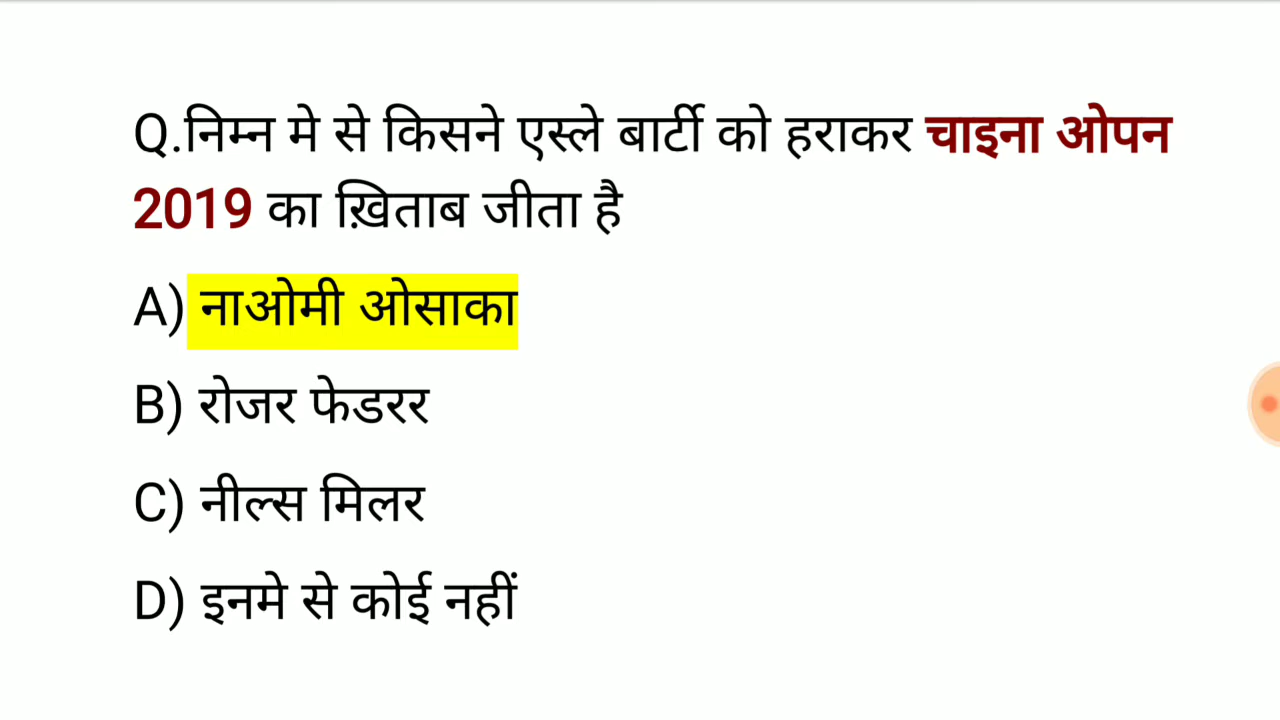 Q.निम्न मे से किसने एस्ले बार्टी को हराकर चाइना ओपन
2019 का ख़िताब जीता है
A) नाओमी ओसाका
B) रोजर फेडरर
C) नील्स मिलर
D) इनमे से कोई नहीं